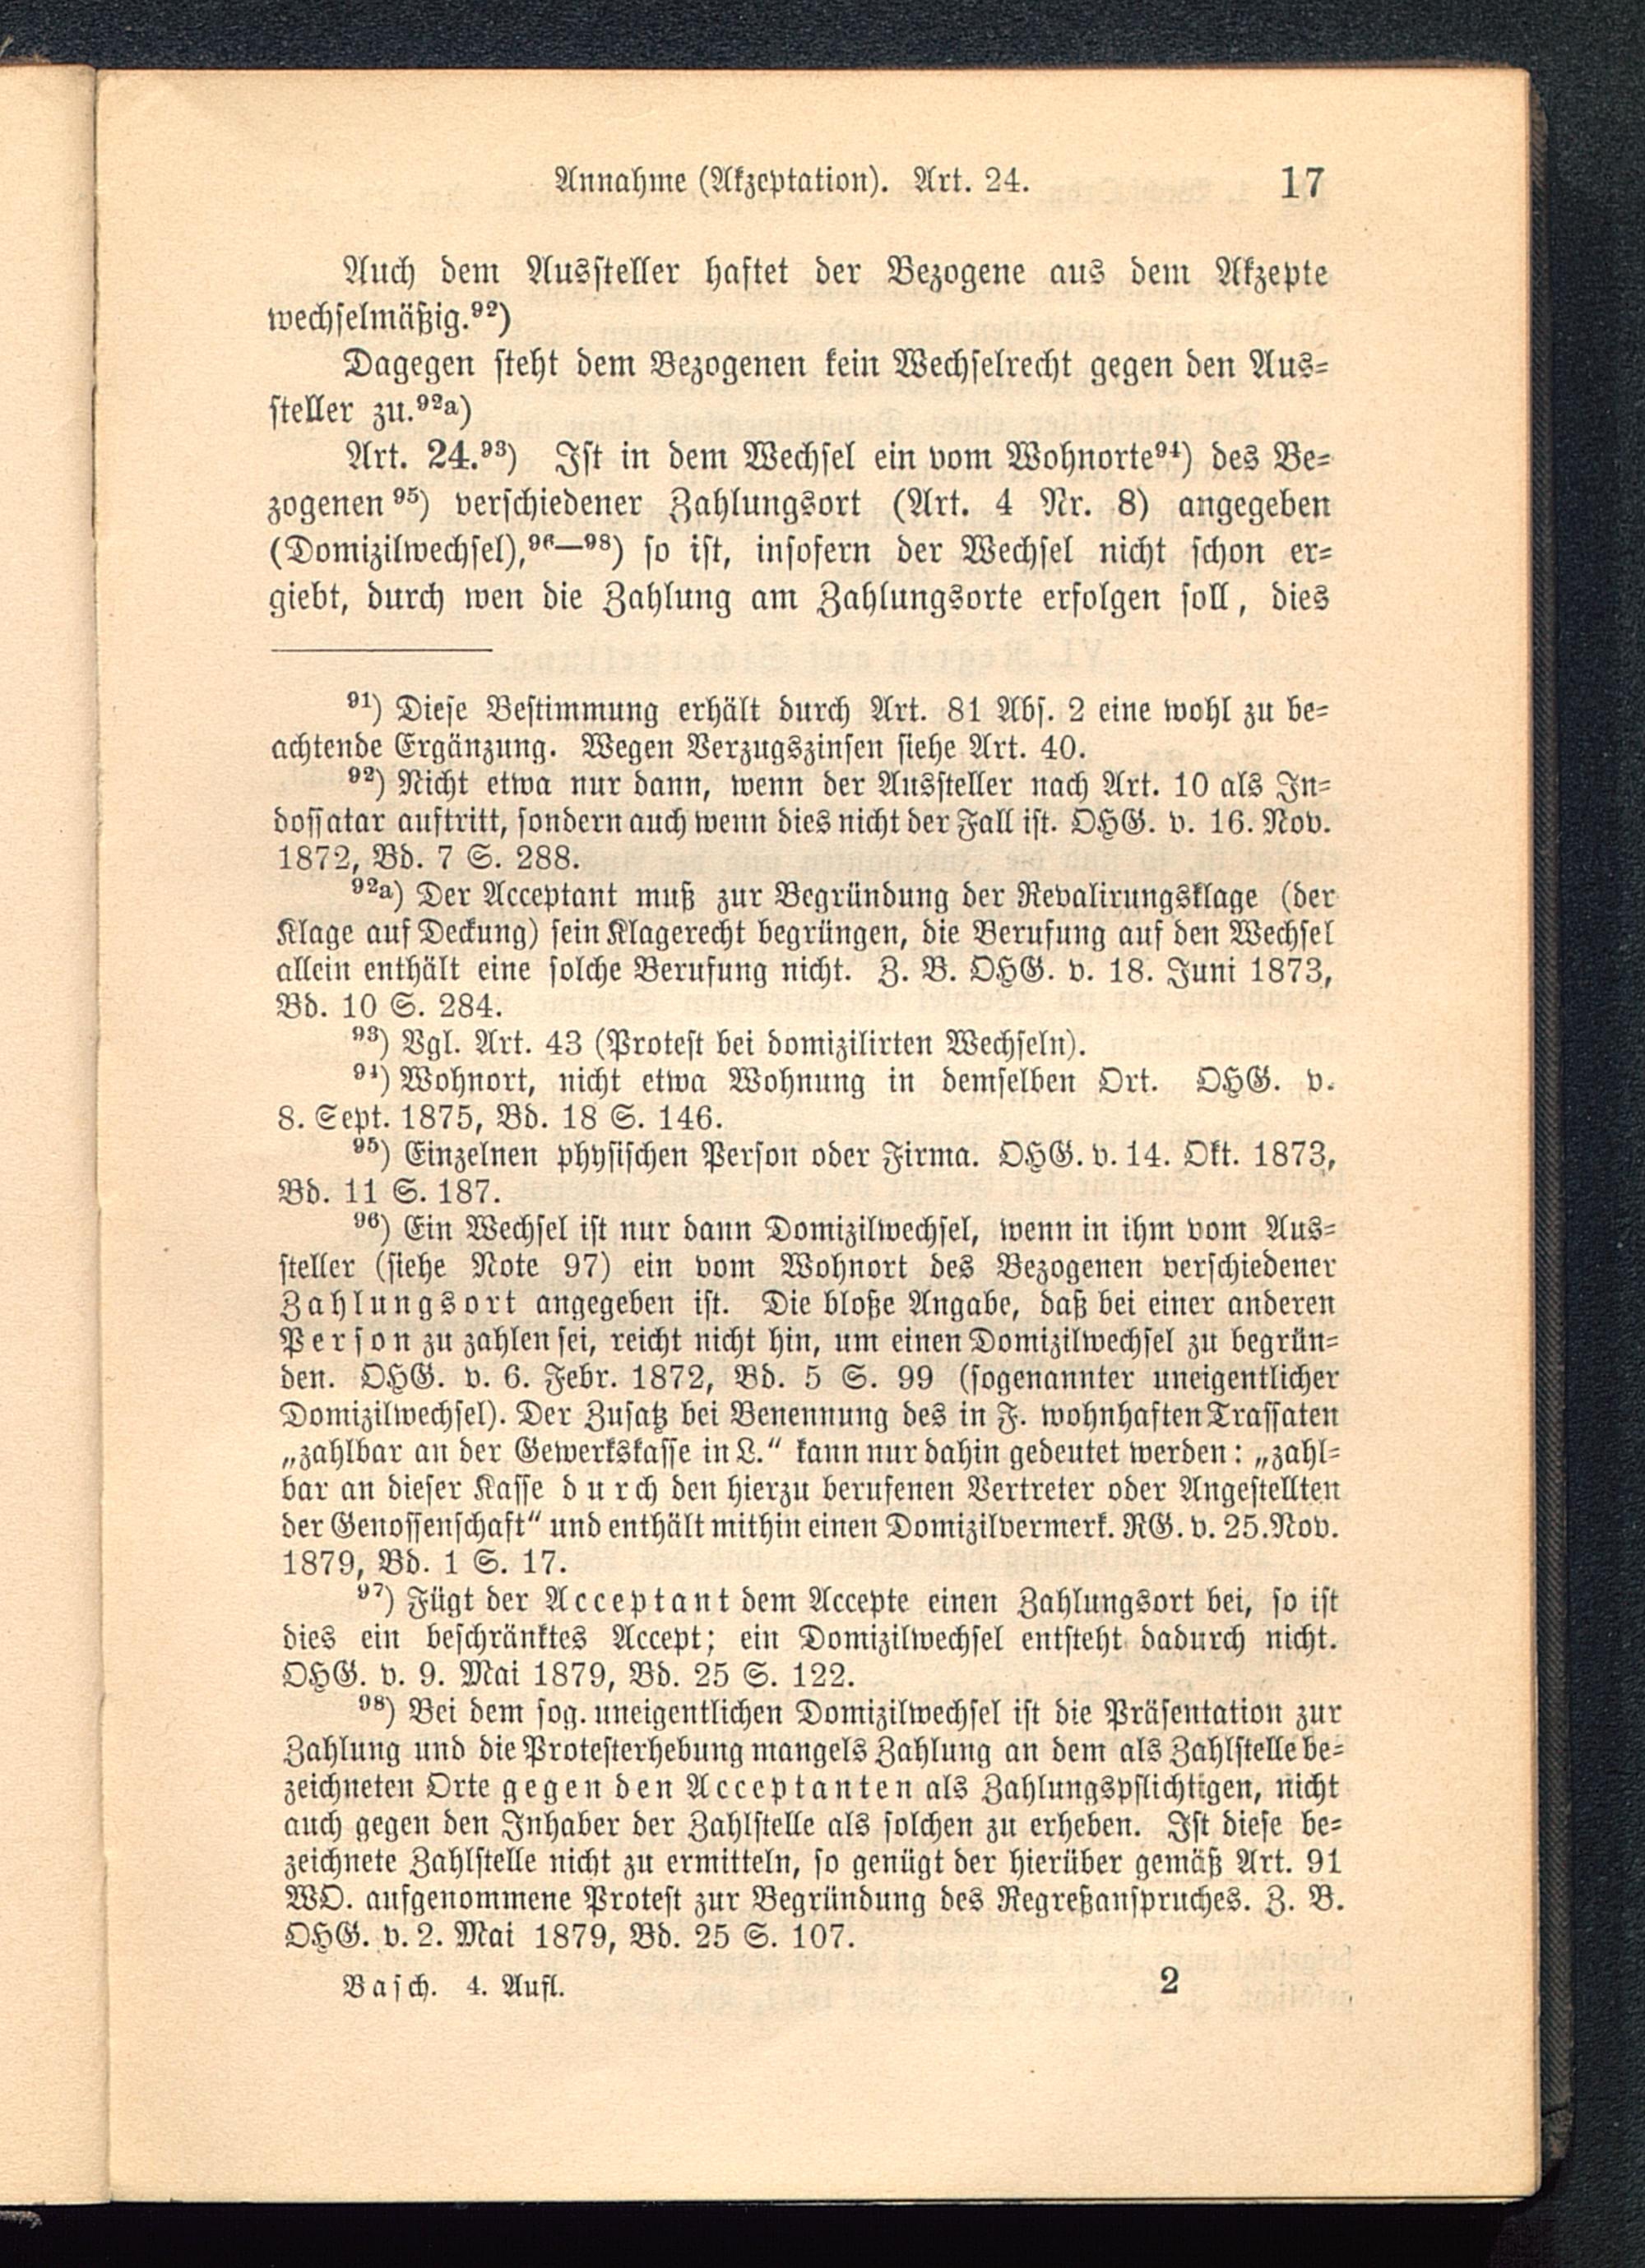 Annahme (Akzeptation). Art. 24. 17
Auch dem Aussteller haftet der Bezogene aus dem Akzepte
wechselmäßig.⁹²)
Dagegen steht dem Bezogenen kein Wechselrecht gegen den Aus-
steller zu.⁹²ᵃ)
Art. 24.⁹³) Ist in dem Wechsel ein vom Wohnorte⁹⁴) des Be-
zogenen⁹⁵) verschiedener Zahlungsort (Art. 4 Nr. 8) angegeben
(Domizilwechsel),⁹⁶—⁹⁸) so ist, insofern der Wechsel nicht schon er-
giebt, durch wen die Zahlung am Zahlungsorte erfolgen soll, dies
⁹¹) Diese Bestimmung erhält durch Art. 81 Abs. 2 eine wohl zu be-
achtende Ergänzung. Wegen Verzugszinsen siehe Art. 40.
⁹²) Nicht etwa nur dann, wenn der Aussteller nach Art. 10 als In-
dossatar auftritt, sondern auch wenn dies nicht der Fall ist. OHG. v. 16. Nov.
1872, Bd. 7 S. 288.
⁹²ᵃ) Der Acceptant muß zur Begründung der Revalirungsklage (der
Klage auf Deckung) sein Klagerecht begrüngen, die Berufung auf den Wechsel
allein enthält eine solche Berufung nicht. Z. B. OHG. v. 18. Juni 1873,
Bd. 10 S. 284.
⁹³) Vgl. Art. 43 (Protest bei domizilirten Wechseln).
⁹⁴) Wohnort, nicht etwa Wohnung in demselben Ort. OHG. v.
8. Sept. 1875, Bd. 18 S. 146.
⁹⁵) Einzelnen physischen Person oder Firma. OHG. v. 14. Okt. 1873,
Bd. 11 S. 187.
⁹⁶) Ein Wechsel ist nur dann Domizilwechsel, wenn in ihm vom Aus-
steller (siehe Note 97) ein vom Wohnort des Bezogenen verschiedener
Zahlungsort angegeben ist. Die bloße Angabe, daß bei einer anderen
Person zu zahlen sei, reicht nicht hin, um einen Domizilwechsel zu begrün-
den. OHG. v. 6. Febr. 1872, Bd. 5 S. 99 (sogenannter uneigentlicher
Domizilwechsel). Der Zusatz bei Benennung des in F. wohnhaften Trassaten
„zahlbar an der Gewerkskasse in L.“ kann nur dahin gedeutet werden: „zahl-
bar an dieser Kasse durch den hierzu berufenen Vertreter oder Angestellten
der Genossenschaft“ und enthält mithin einen Domizilvermerk. RG. v. 25. Nov.
1879, Bd. 1 S. 17.
⁹⁷) Fügt der Acceptant dem Accepte einen Zahlungsort bei, so ist
dies ein beschränktes Accept; ein Domizilwechsel entsteht dadurch nicht.
OHG. v. 9. Mai 1879, Bd. 25 S. 122.
⁹⁸) Bei dem sog. uneigentlichen Domizilwechsel ist die Präsentation zur
Zahlung und die Protesterhebung mangels Zahlung an dem als Zahlstelle be-
zeichneten Orte gegen den Acceptanten als Zahlungspflichtigen, nicht
auch gegen den Inhaber der Zahlstelle als solchen zu erheben. Ist diese be-
zeichnete Zahlstelle nicht zu ermitteln, so genügt der hierüber gemäß Art. 91
WO. aufgenommene Protest zur Begründung des Regreßanspruches. Z. B.
OHG. v. 2. Mai 1879, Bd. 25 S. 107.
Basch. 4. Aufl. 2